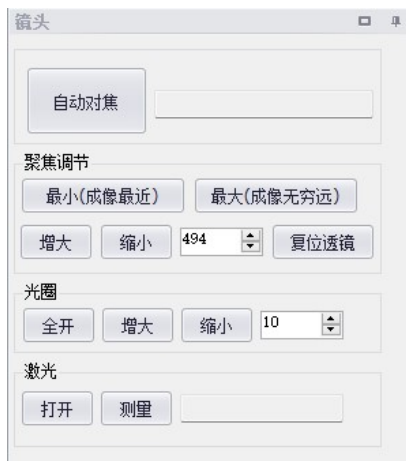 镜头
自动对焦
聚焦调节
最小(成像最近) 最大(成像无穷远)
增大 缩小 494 复位透镜
光圈
全开 增大 缩小 10
激光
打开 测量